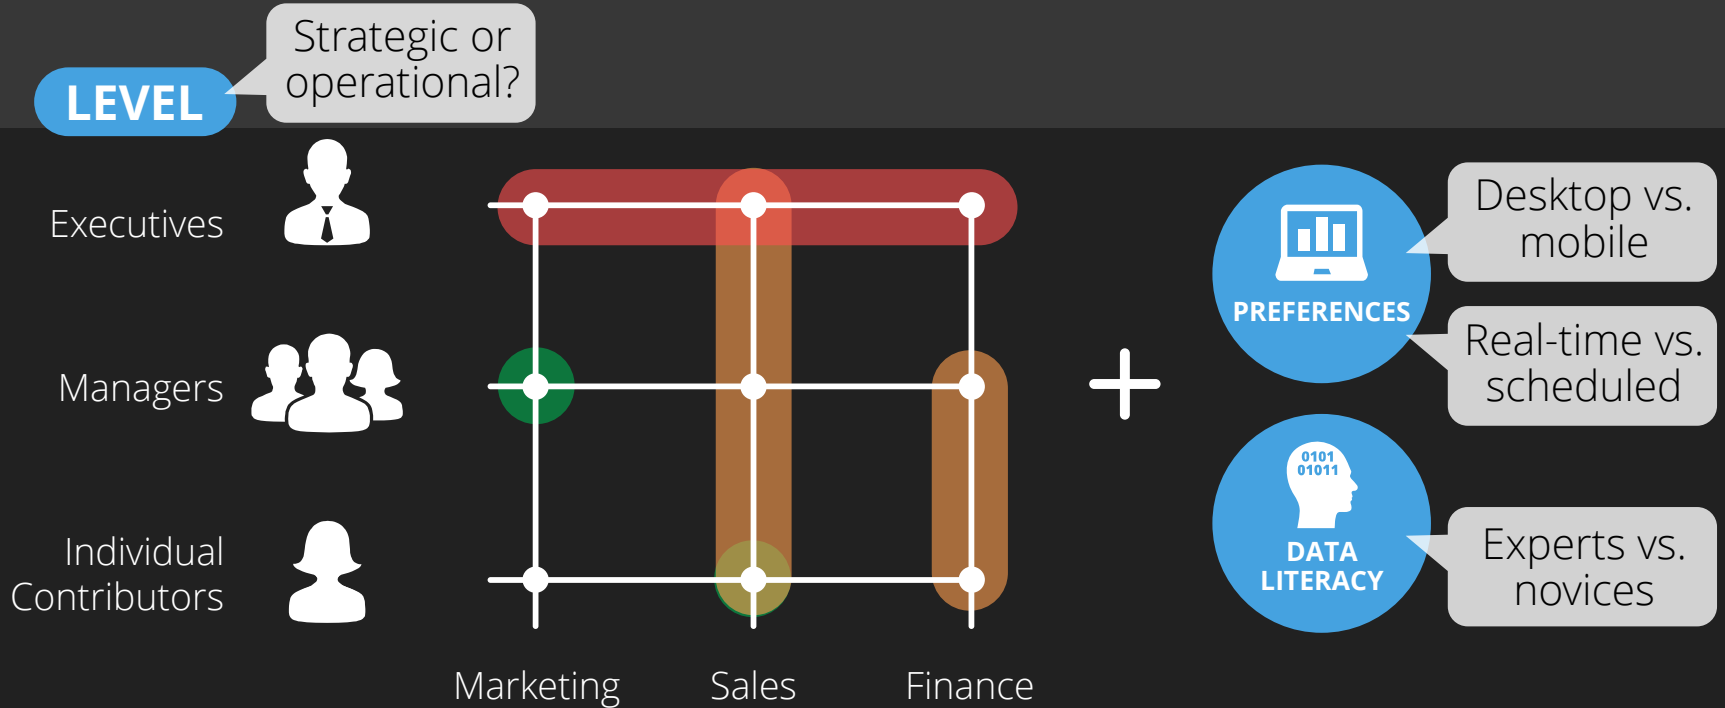 Strategic or
operational?
LEVEL
Executives
Managers
Individual
Contributors
Marketing
Sales
Finance
PREFERENCES
Desktop vs.
mobile
Real-time vs.
scheduled
0101
01011
DATA
LITERACY
Experts vs.
novices